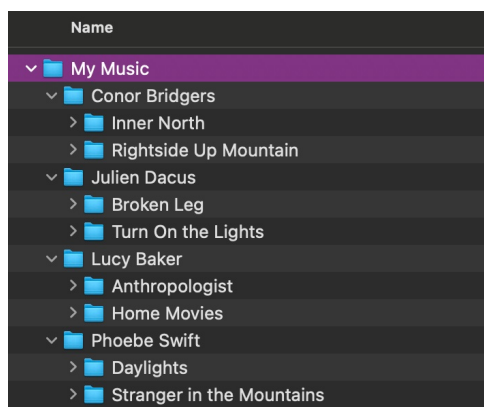 Name
My Music
Conor Bridgers
Inner North
Rightside Up Mountain
Julien Dacus
Broken Leg
Turn On the Lights
Lucy Baker
Anthropologist
Home Movies
Phoebe Swift
Daylights
Stranger in the Mountains